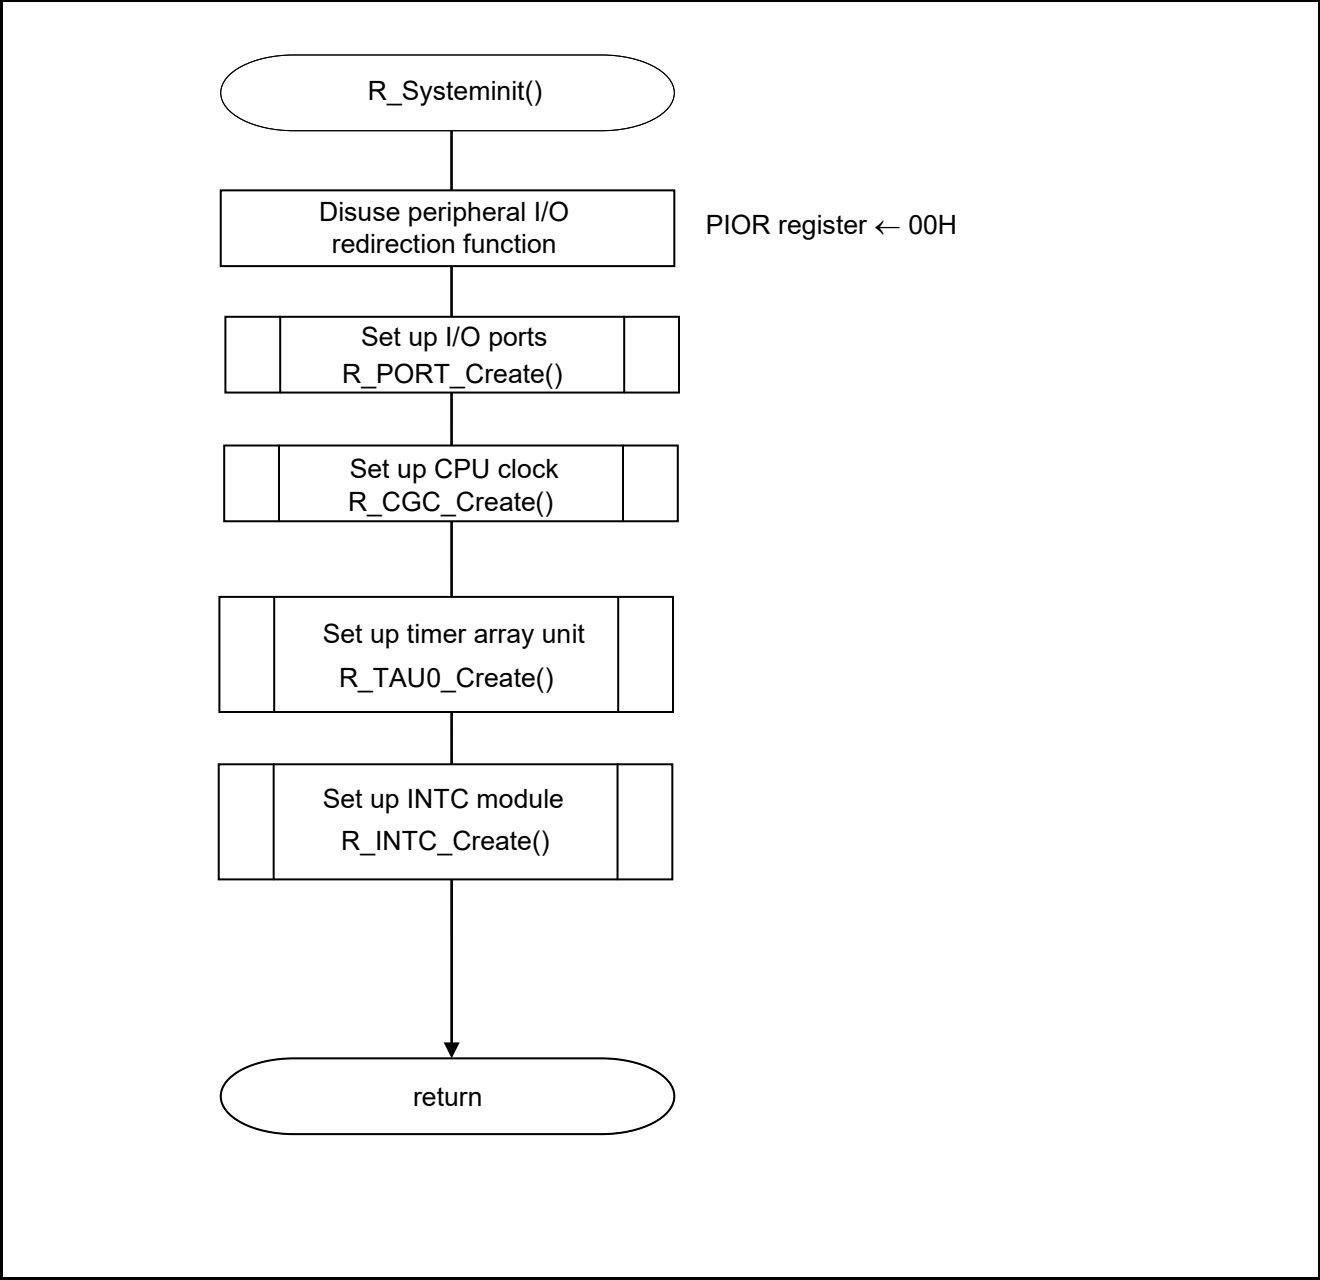 R_Systeminit()
Disuse peripheral I/O
redirection function
PIOR register ← 00H
Set up I/O ports
R_PORT_Create()
Set up CPU clock
R_CGC_Create()
Set up timer array unit
R_TAU0_Create()
Set up INTC module
R_INTC_Create()
return